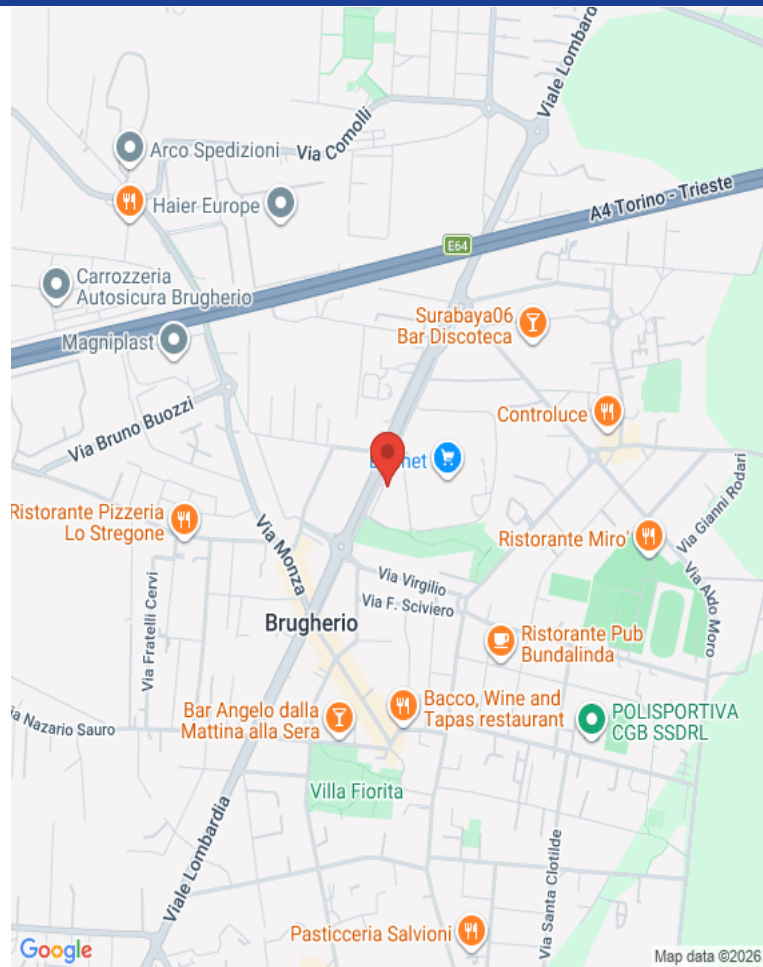 Viale Lombard
Via Comolli
Arco Spedizioni
Haier Europe
A4 Torino - Trieste
E64
Carrozzeria
Autosicura Brugherio
Surabaya06
Bar Discoteca
Magniplast
Controluce
Via Bruno Buozzi
net
Ristorante Pizzeria
Lo Stregone
Via Gianni Rodari
Ristorante Miro'
Via Monza
Via Virgilio
Via Aldo Moro
Via F. Sciviero
Via Fratelli Cervi
Brugherio
Ristorante Pub
Bundalinda
Bar Angelo dalla
Mattina alla Sera
Bacco, Wine and
Tapas restaurant
POLISPORTIVA
CGB SSDRL
ia Nazario Sauro
Villa Fiorita
Viale Lombardia
Via Santa Clotilde
Pasticceria Salvioni
Google
Map data ©2026